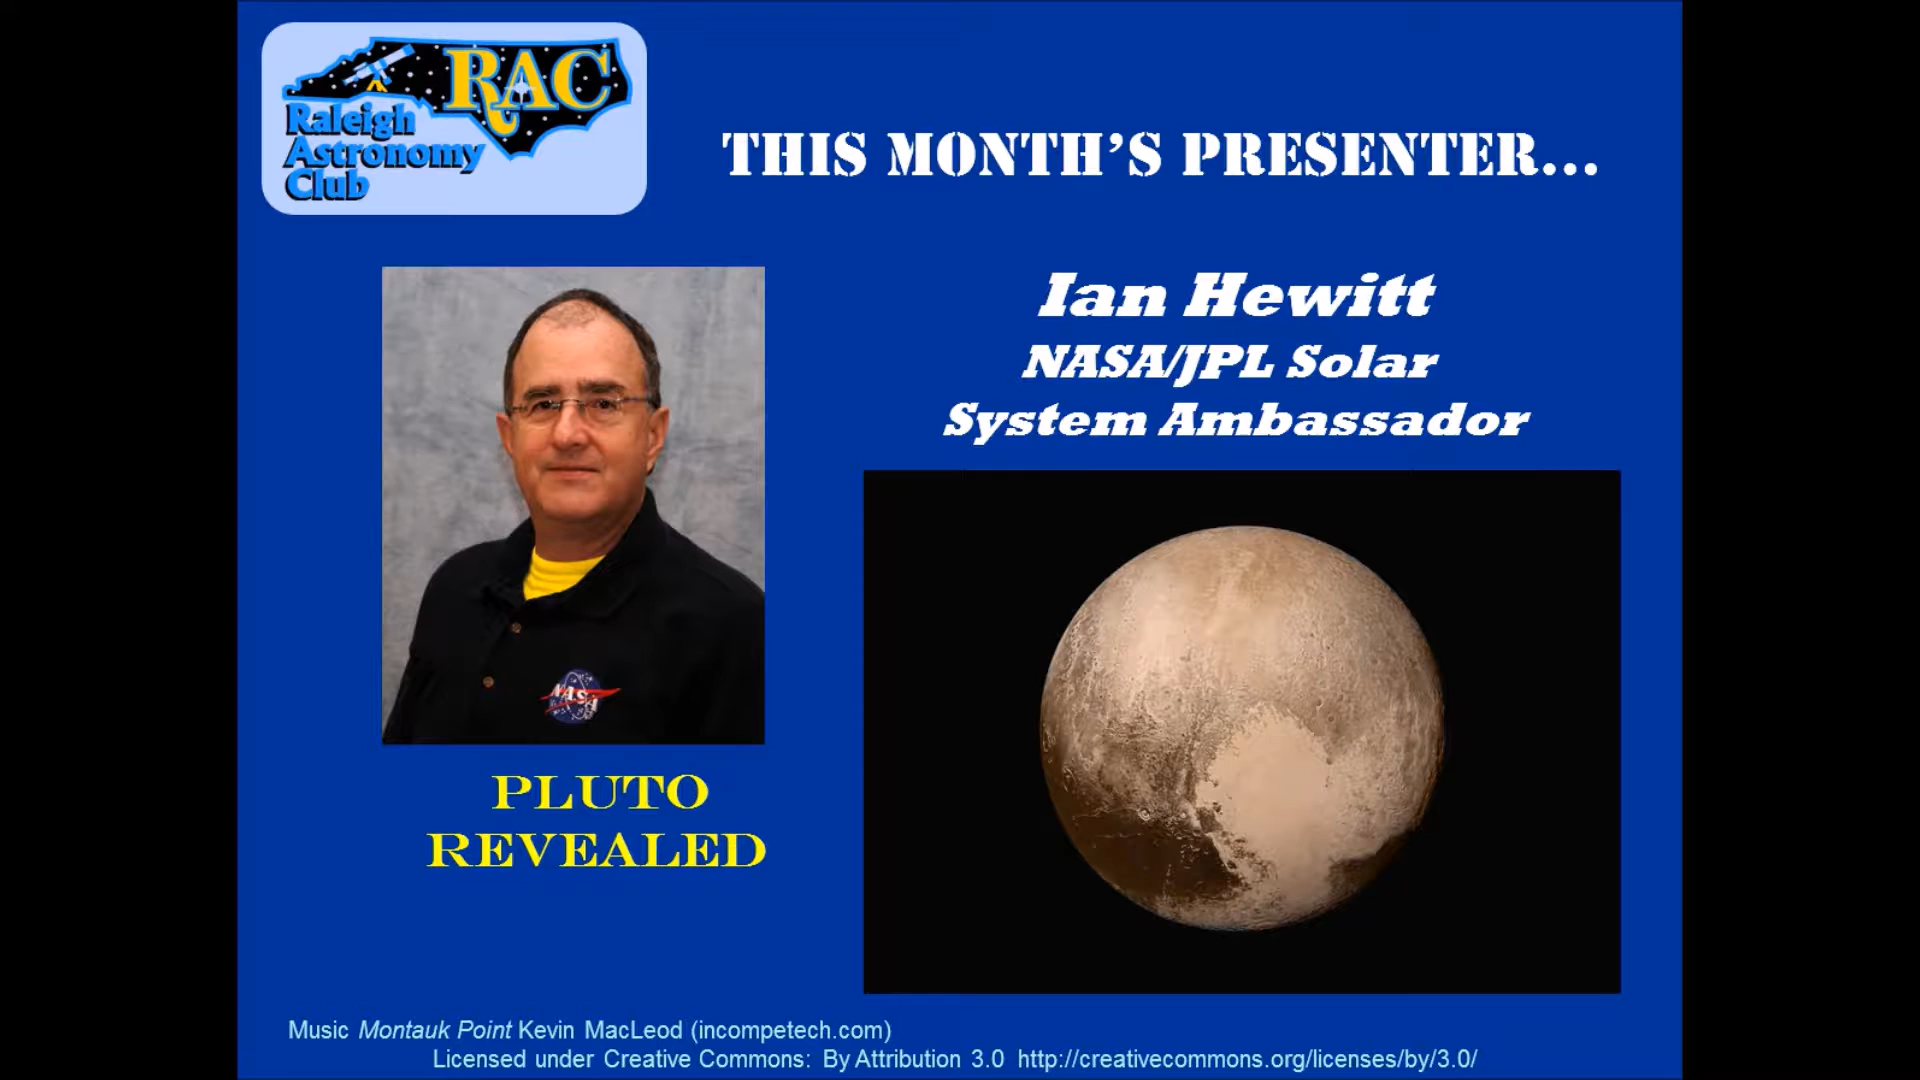 RAC
Raleigh
Astronomy
Club
THIS MONTH'S PRESENTER...
Ian Hewitt
NASA/JPL Solar
System Ambassador
NASA
PLUTO
REVEALED
Music Montauk Point Kevin MacLeod (incompetech.com)
Licensed under Creative Commons: By Attribution 3.0 http://creativecommons.org/licenses/by/3.0/